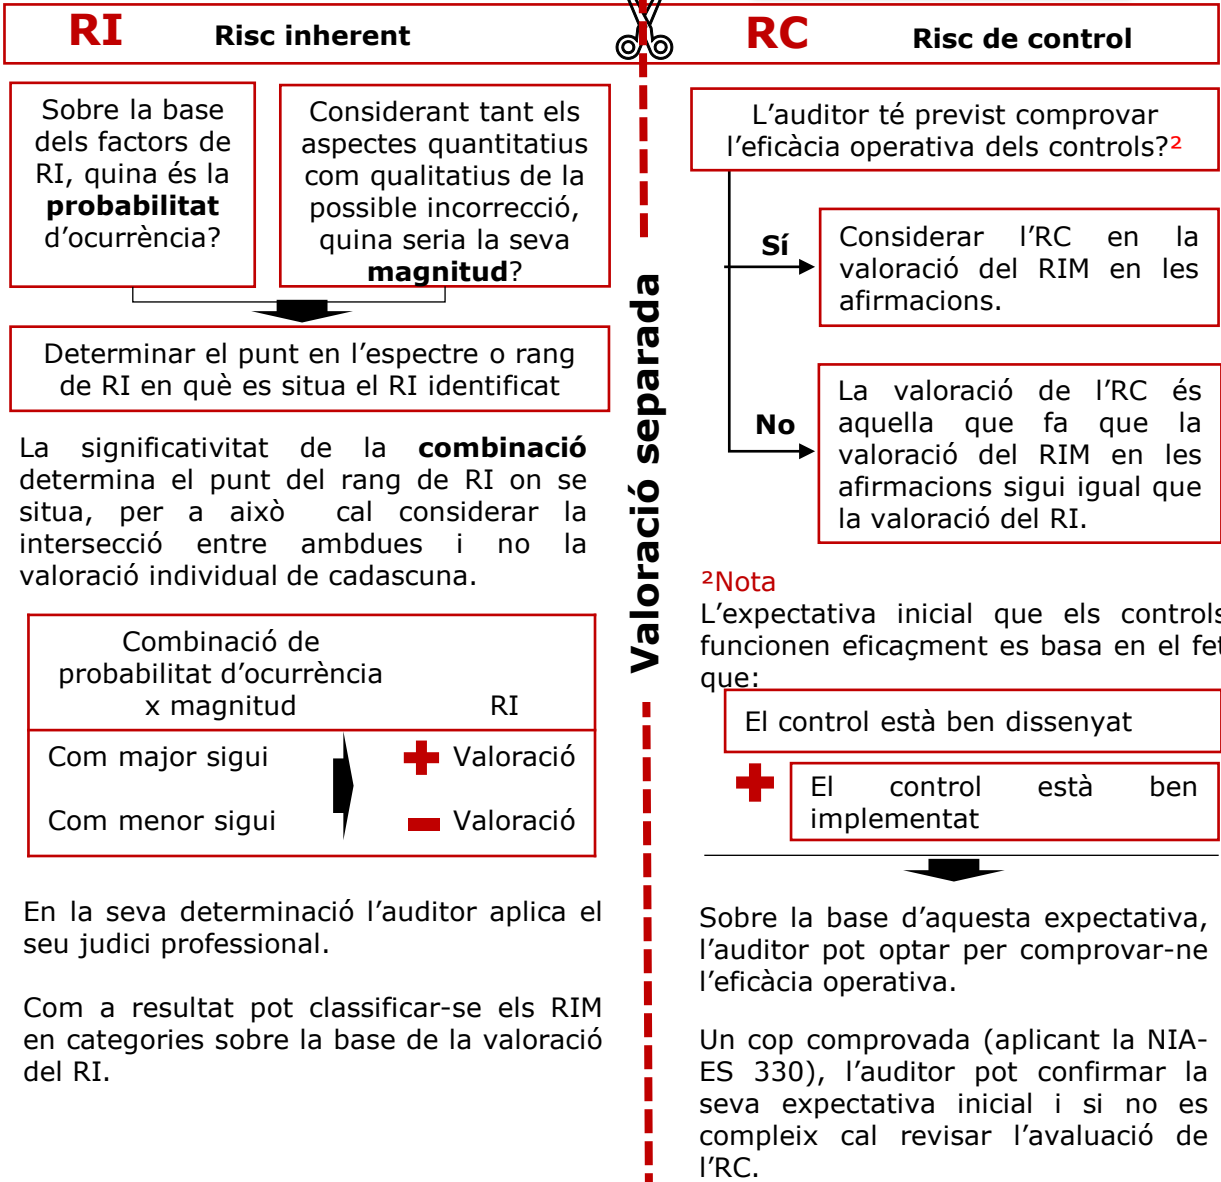 RI Risc inherent
Sobre la base
dels factors de
RI, quina és la
probabilitat
d’ocurrència?
Considerant tant els
aspectes quantitatius
com qualitatius de la
possible incorrecció,
quina seria la seva
magnitud?
Determinar el punt en l’espectre o rang
de RI en què es situa el RI identificat
La significativitat de la combinació
determina el punt del rang de RI on se
situa, per a això cal considerar la
intersecció entre ambdues i no la
valoració individual de cadascuna.
Combinació de
probabilitat d’ocurrència
x magnitud RI
Com major sigui Valoració
Com menor sigui Valoració
En la seva determinació l’auditor aplica el
seu judici professional.
Com a resultat pot classificar-se els RIM
en categories sobre la base de la valoració
del RI.
Valoració separada
RC Risc de control
L’auditor té previst comprovar
l’eficàcia operativa dels controls?²
Sí
Considerar l’RC en la
valoració del RIM en les
afirmacions.
No
La valoració de l’RC és
aquella que fa que la
valoració del RIM en les
afirmacions sigui igual que
la valoració del RI.
²Nota
L’expectativa inicial que els controls
funcionen eficaçment es basa en el fet
que:
El control està ben dissenyat
El control està ben
implementat
Sobre la base d’aquesta expectativa,
l’auditor pot optar per comprovar-ne
l’eficàcia operativa.
Un cop comprovada (aplicant la NIA-
ES 330), l’auditor pot confirmar la
seva expectativa inicial i si no es
compleix cal revisar l’avaluació de
l’RC.